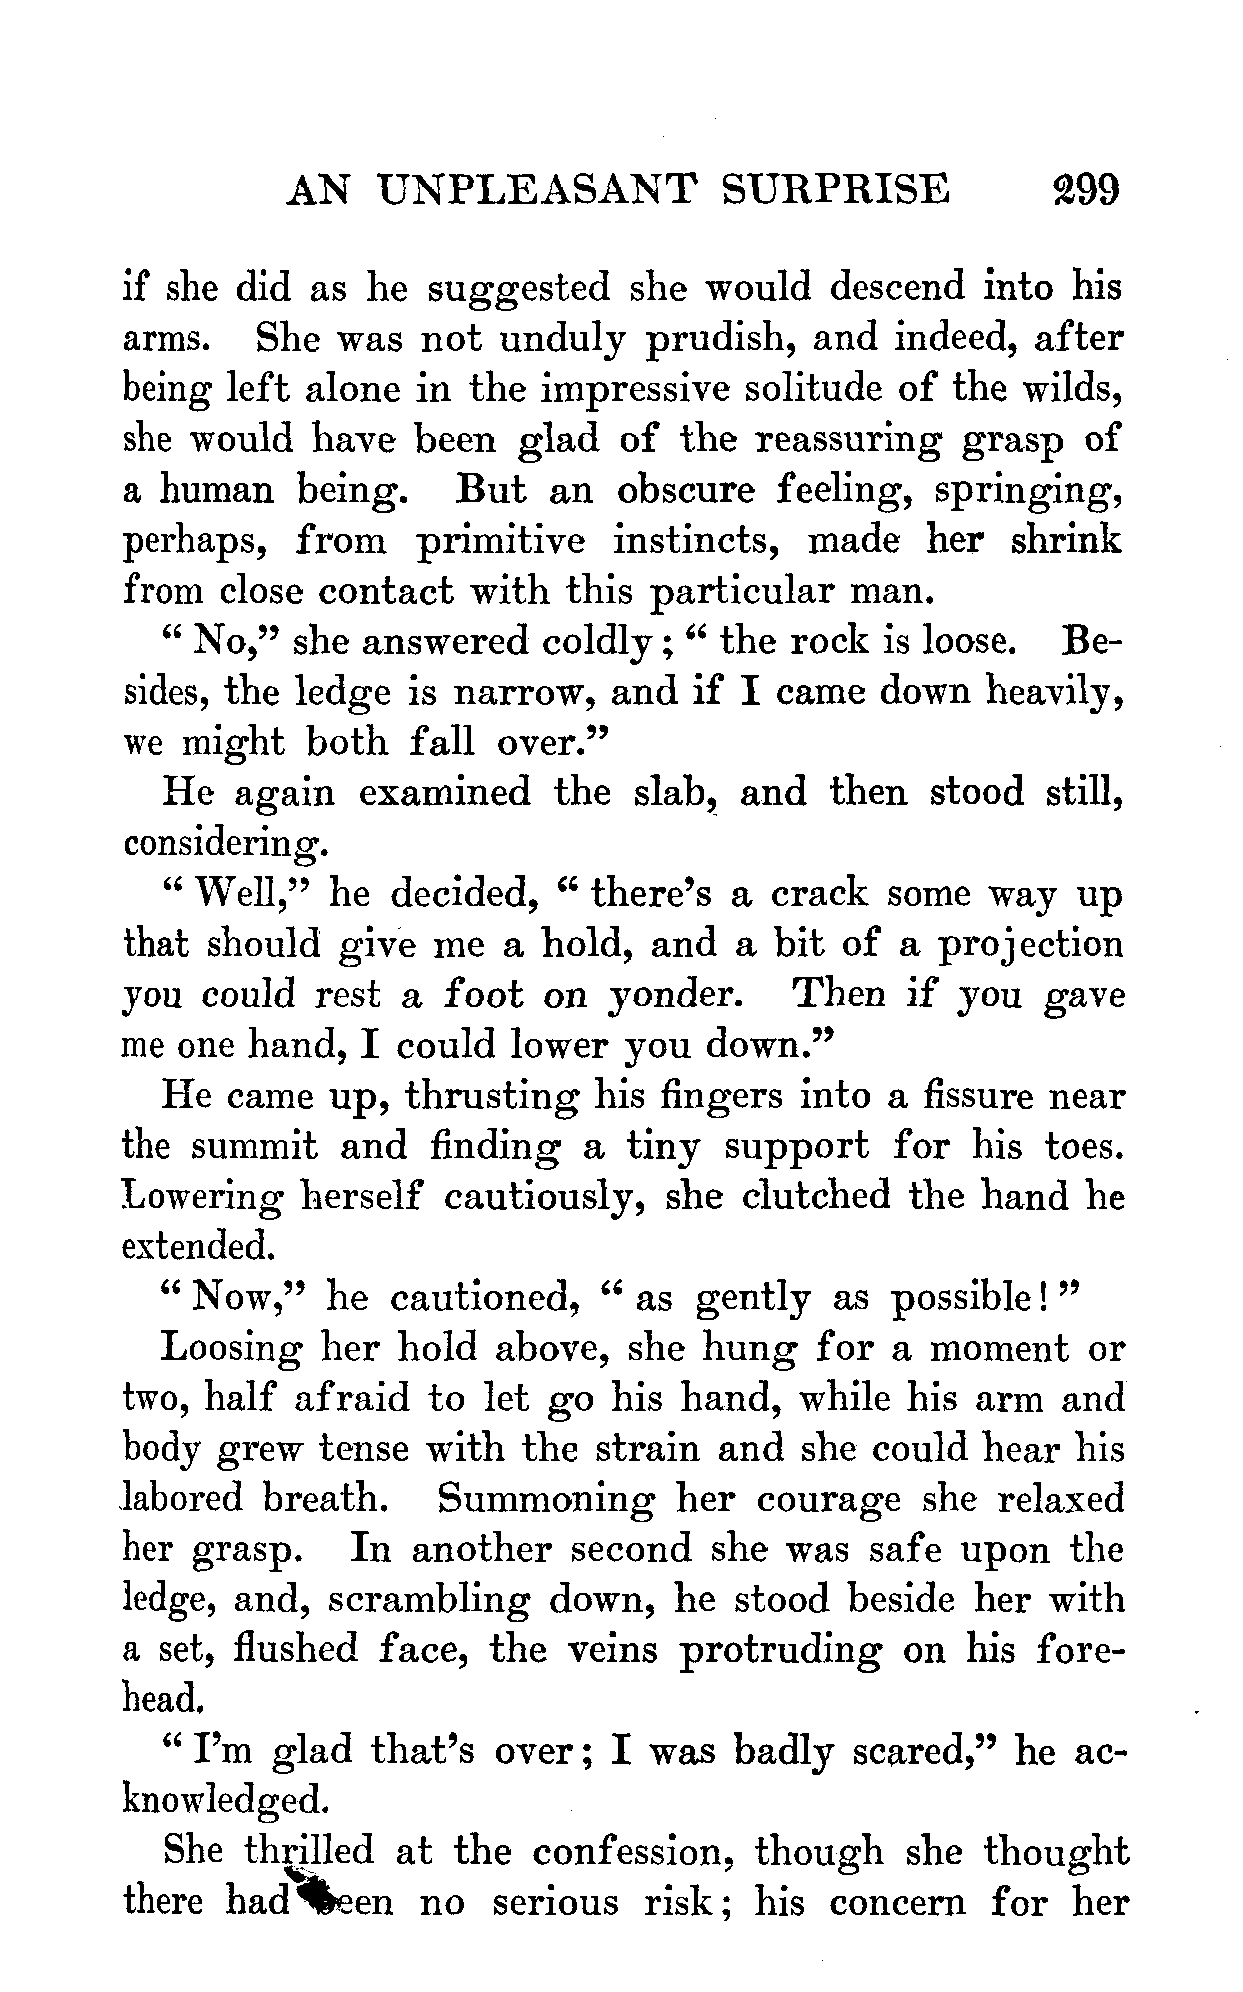 AN UNPLEASANT SURPRISE 299
if she did as he suggested she would descend into his
arms. She was not unduly prudish, and indeed, after
being left alone in the impressive solitude of the wilds,
she would have been glad of the reassuring grasp of
a human being. But an obscure feeling, springing,
perhaps, from primitive instincts, made her shrink
from close contact with this particular man.
“ No,” she answered coldly ; “ the rock is loose. Be-
sides, the ledge is narrow, and if I came down heavily,
we might both fall over.”
He again examined the slab, and then stood still,
considering.
“ Well,” he decided, “ there’s a crack some way up
that should give me a hold, and a bit of a projection
you could rest a foot on yonder. Then if you gave
me one hand, I could lower you down.”
He came up, thrusting his fingers into a fissure near
the summit and finding a tiny support for his toes.
Lowering herself cautiously, she clutched the hand he
extended.
“ Now,” he cautioned, “ as gently as possible! ”
Loosing her hold above, she hung for a moment or
two, half afraid to let go his hand, while his arm and
body grew tense with the strain and she could hear his
labored breath. Summoning her courage she relaxed
her grasp. In another second she was safe upon the
ledge, and, scrambling down, he stood beside her with
a set, flushed face, the veins protruding on his fore-
head.
“ I’m glad that’s over ; I was badly scared,” he ac-
knowledged.
She thrilled at the confession, though she thought
there had been no serious risk ; his concern for her